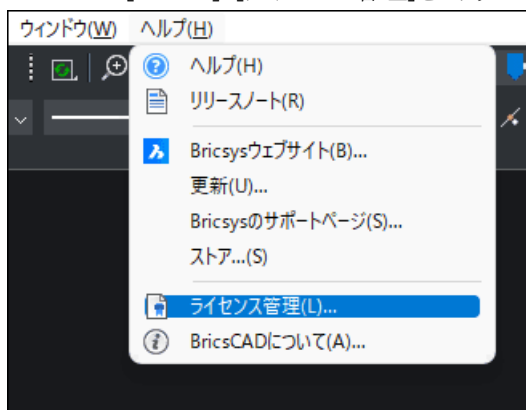 ウィンドウ(W) ヘルプ(H)
ヘルプ(H)
リリースノート(R)
Bricsysウェブサイト(B)...
更新(U)...
Bricsysのサポートページ(S)...
ストア...(S)
ライセンス管理(L)...
BricsCADについて(A)...